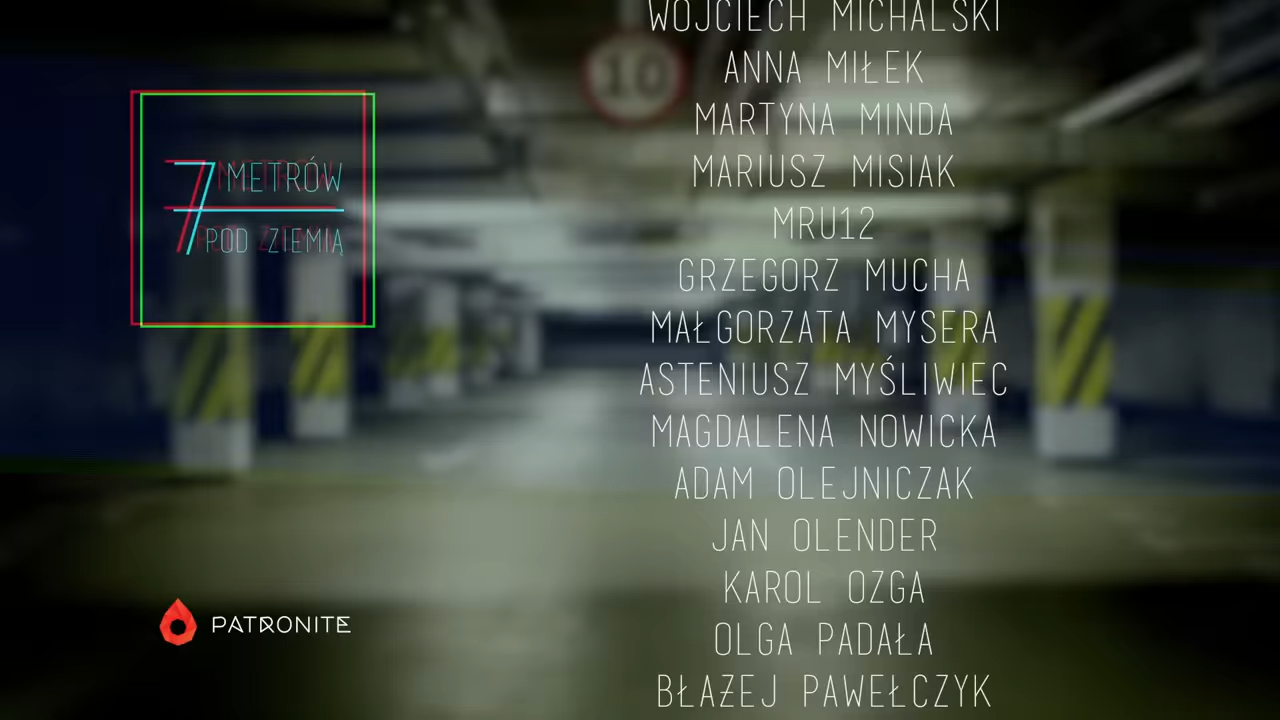 7 METRÓW
POD ZIEMIĄ
PATRONITE
10
WOJCIECH MICHALSKI
ANNA MIŁEK
MARTYNA MINDA
MARIUSZ MISIAK
MRU12
GRZEGORZ MUCHA
MAŁGORZATA MYSERA
ASTENIUSZ MYŚLIWIEC
MAGDALENA NOWICKA
ADAM OLEJNICZAK
JAN OLENDER
KAROL OZGA
OLGA PADAŁA
BŁAŻEJ PAWEŁCZYK